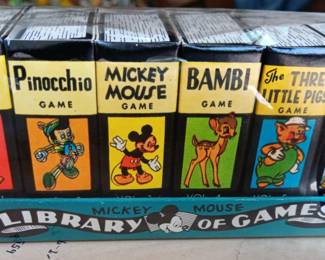 Pinocchio
GAME
MICKEY
MOUSE
GAME
BAMBI
GAME
The THREE
LITTLE PIGS
GAME
MICKEY MOUSE
LIBRARY OF GAMES